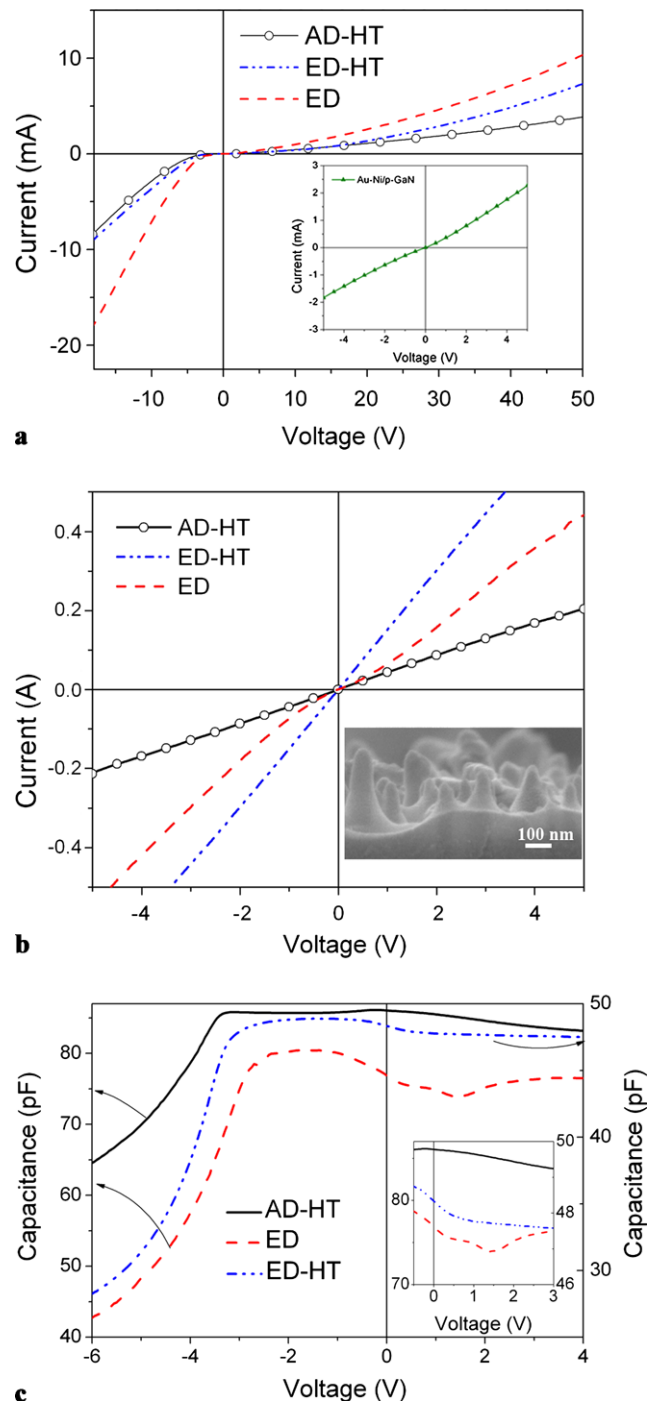 AD-HT
ED-HT
ED
10
0
-10
-20
Current (mA)
-10
0
10
20
30
40
50
Voltage (V)
Au-Ni/p-GaN
3
2
1
0
-1
-2
-3
Current (mA)
-4
-2
0
2
4
Voltage (V)
a
AD-HT
ED-HT
ED
0.4
0.2
0.0
-0.2
-0.4
Current (A)
100 nm
-4
-2
0
2
4
Voltage (V)
b
80
70
60
50
40
Capacitance (pF)
AD-HT
ED
ED-HT
50
40
30
Capacitance (pF)
80
70
50
48
46
0
1
2
3
Voltage (V)
-6
-4
-2
0
2
4
Voltage (V)
c